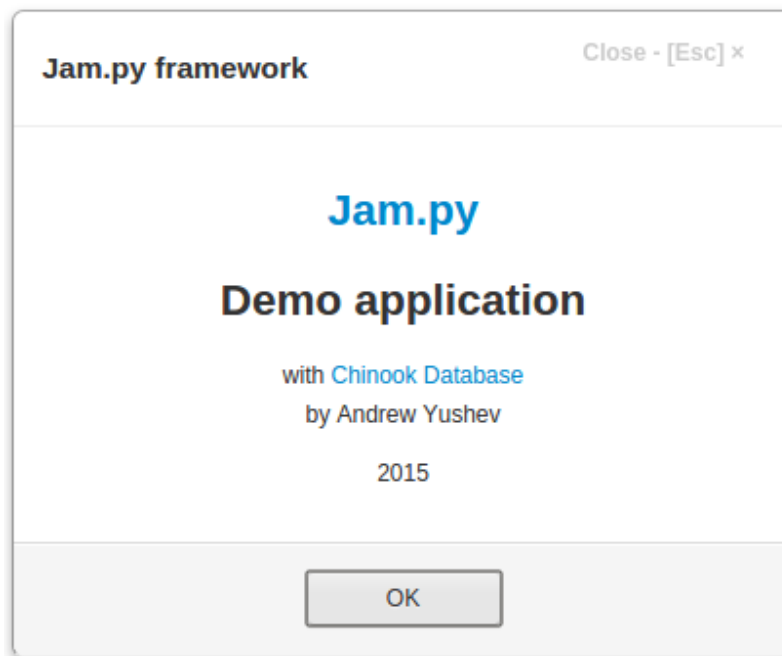 Jam.py framework
Close - [Esc] ×
Jam.py
Demo application
with Chinook Database
by Andrew Yushev
2015
OK